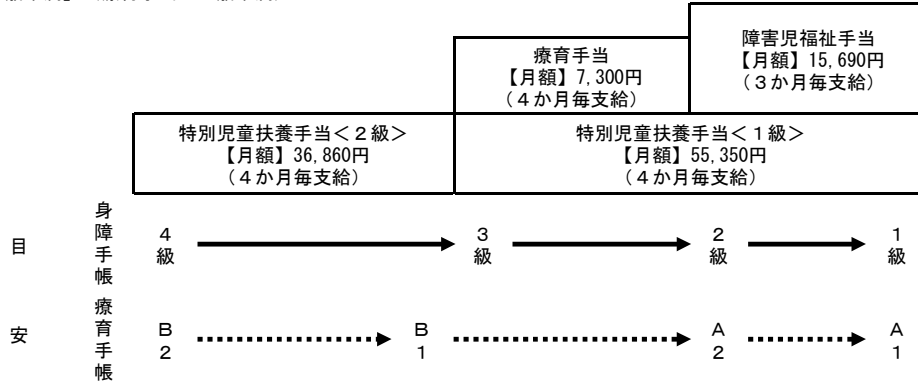 障害児福祉手当
【月額】15,690円
(３か月毎支給)
療育手当
【月額】7,300円
(４か月毎支給)
特別児童扶養手当＜２級＞
【月額】36,860円
(４か月毎支給)
特別児童扶養手当＜１級＞
【月額】55,350円
(４か月毎支給)
目
身障手帳
４級
３級
２級
１級
安
療育手帳
Ｂ２
Ｂ１
Ａ２
Ａ１